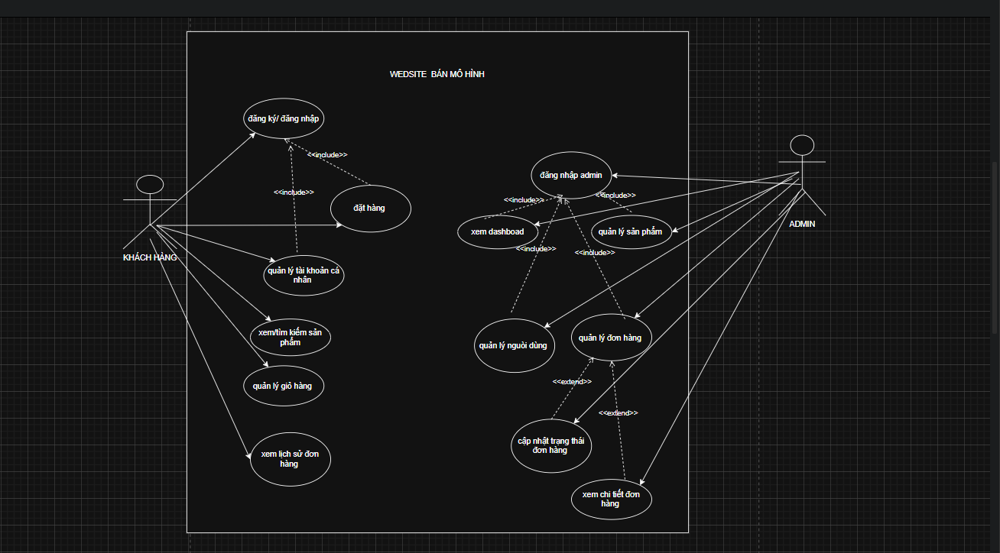 WEDSITE BÁN MÔ HÌNH
đăng ký/ đăng nhập
<<include>>
<<include>>
đặt hàng
KHÁCH HÀNG
quản lý tài khoản cá
nhân
xem/tìm kiếm sản
phẩm
quản lý giỏ hàng
xem lịch sử đơn
hàng
đăng nhập admin
<<include>>
<<include>>
xem dashboad
quản lý sản phẩm
ADMIN
<<include>>
<<include>>
quản lý nguòi dùng
quản lý đơn hàng
<<extend>>
<<extend>>
cập nhật trạng thái
đơn hàng
xem chi tiết đơn
hàng